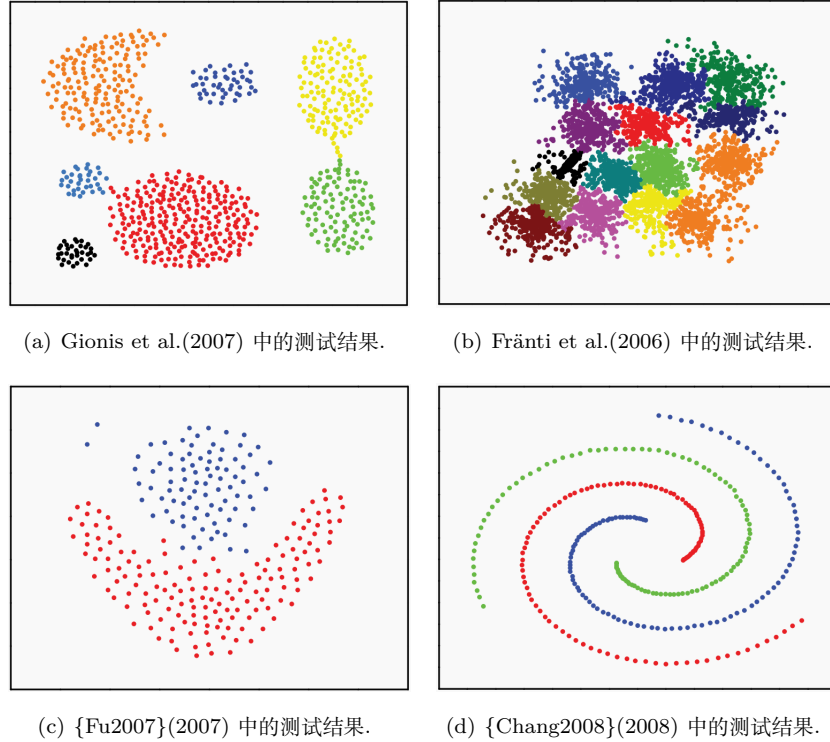 (a) Gionis et al.(2007) 中的测试结果.
(b) Fränti et al.(2006) 中的测试结果.
(c) {Fu2007}(2007) 中的测试结果.
(d) {Chang2008}(2008) 中的测试结果.